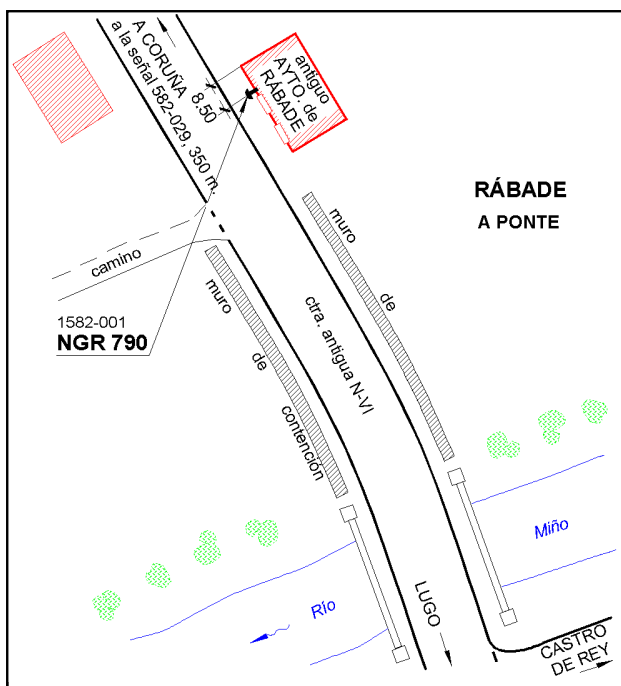 A CORUÑA
a la señal 582-029, 350 m.
8.50
antiguo
AYTO. de
RÁBADE
RÁBADE
A PONTE
camino
muro
de
contención
muro
de
ctra. antigua N-VI
1582-001
NGR 790
Río
Miño
LUGO
CASTRO
DE REY